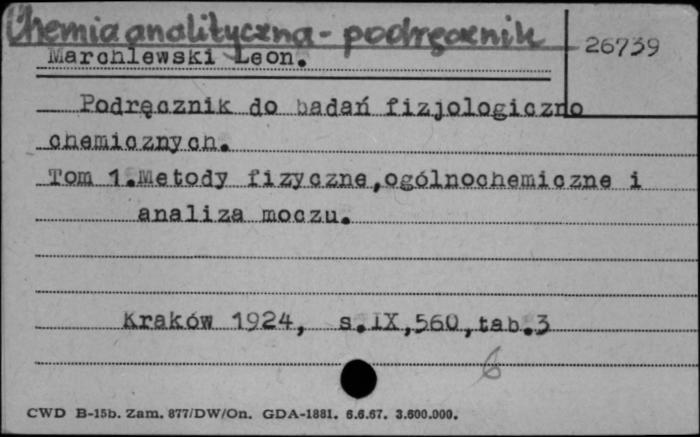 Chemia analityczna - podręcznik
26739
Marchlewski Leon.
Podręcznik do badań fizjologiczno
chemicznych.
Tom 1.Metody fizyczne,ogólnochemiczne i
analiza moczu.
Kraków 1924, s.IX,560,tab.3
6
CWD B-15b. Zam. 877/DW/On. GDA-1881. 6.6.67. 3.600.000.